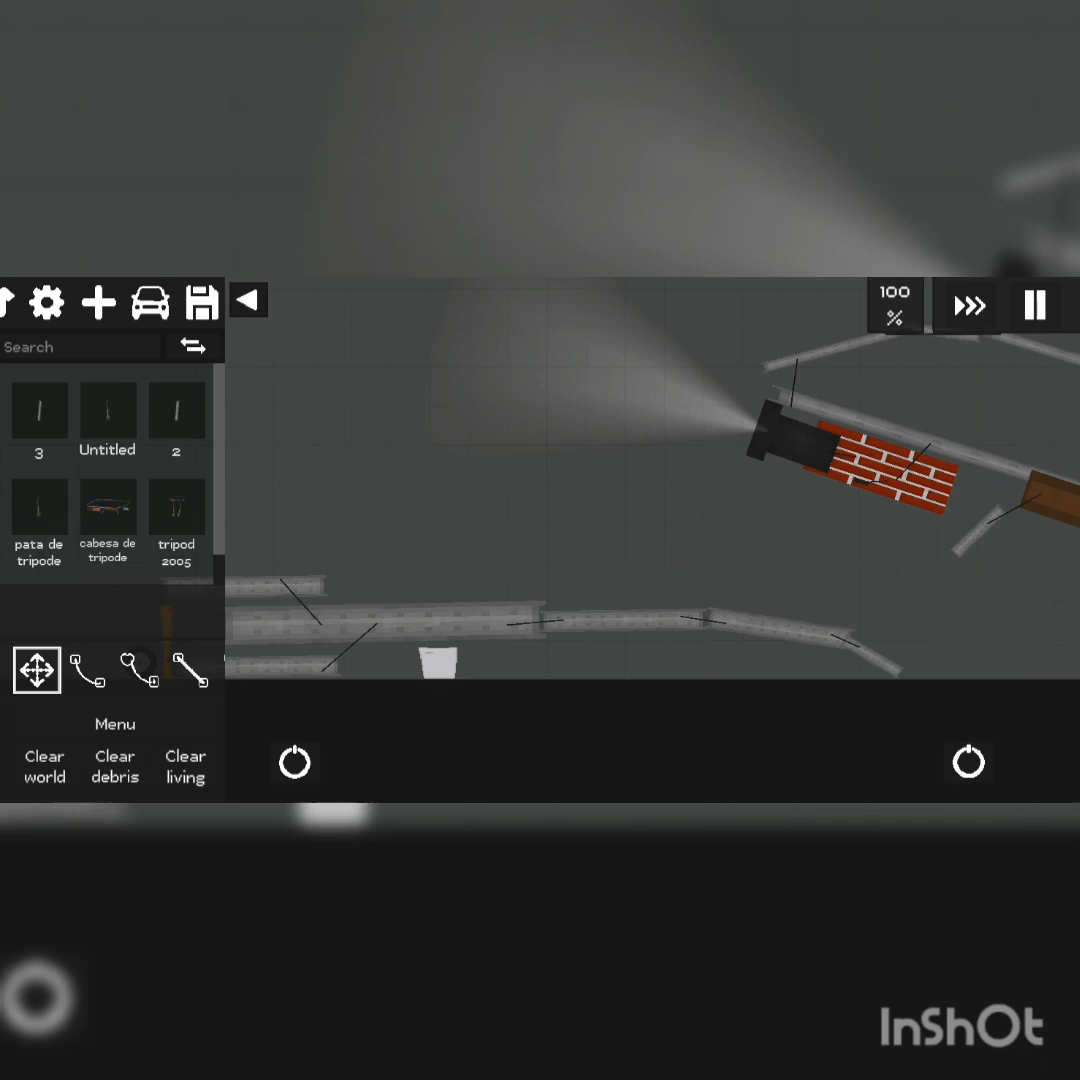 100
%
Search
3
Untitled
2
pata de
tripode
cabesa de
tripode
tripod
2005
Menu
Clear
world
Clear
debris
Clear
living
InShOt